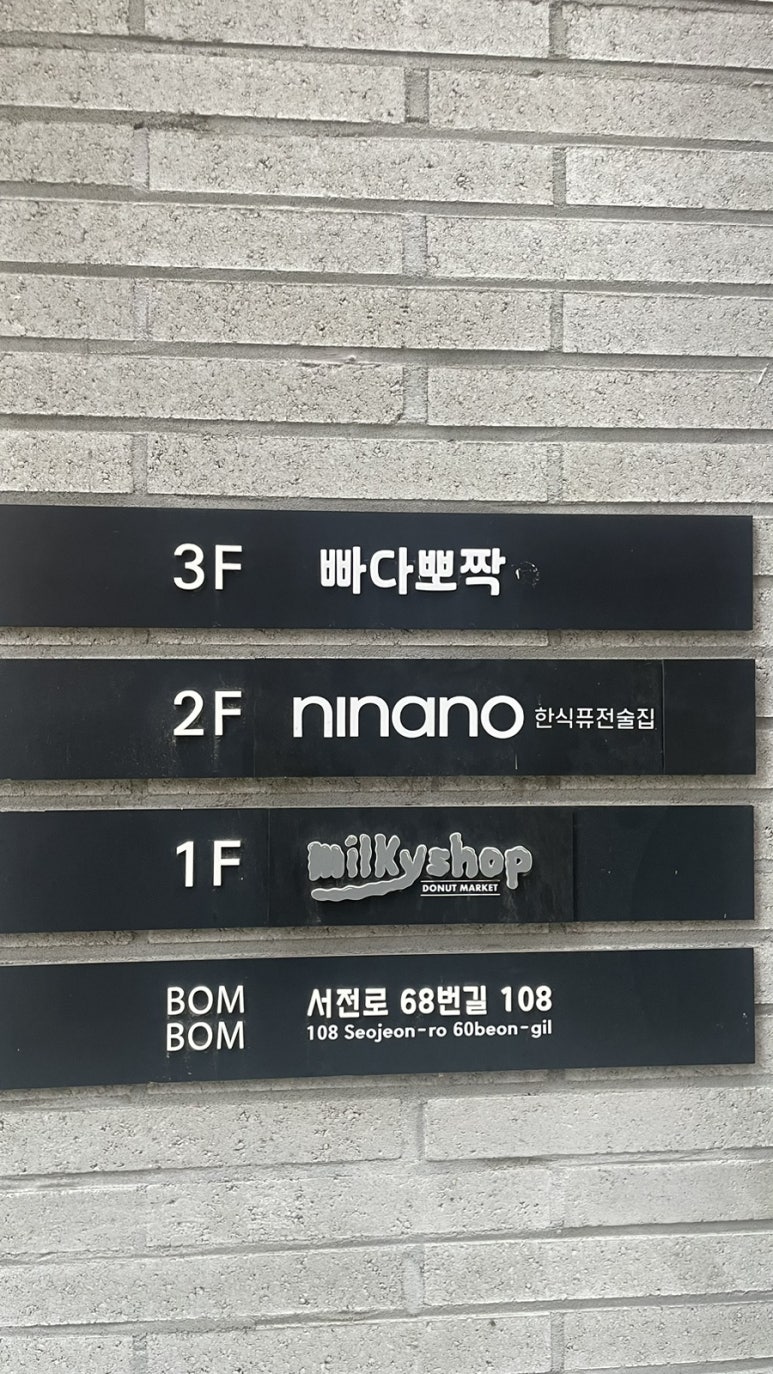 3F 빠다뽀짝
2F ninano 한식퓨전술집
1F milkyshop
DONUT MARKET
BOM
BOM
서전로 68번길 108
108 Seojeon-ro 60beon-gil